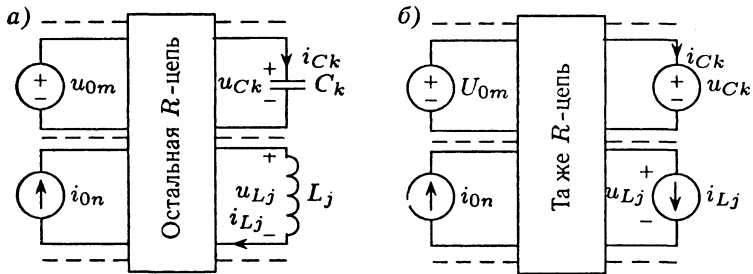 а)
u0m
Остальная R-цепь
+
−
+
−
iCk
uCk
Ck
i0n
+
−
uLj
iLj
Lj
б)
U0m
Та же R-цепь
+
−
+
−
iCk
uCk
i0n
+
−
uLj
iLj